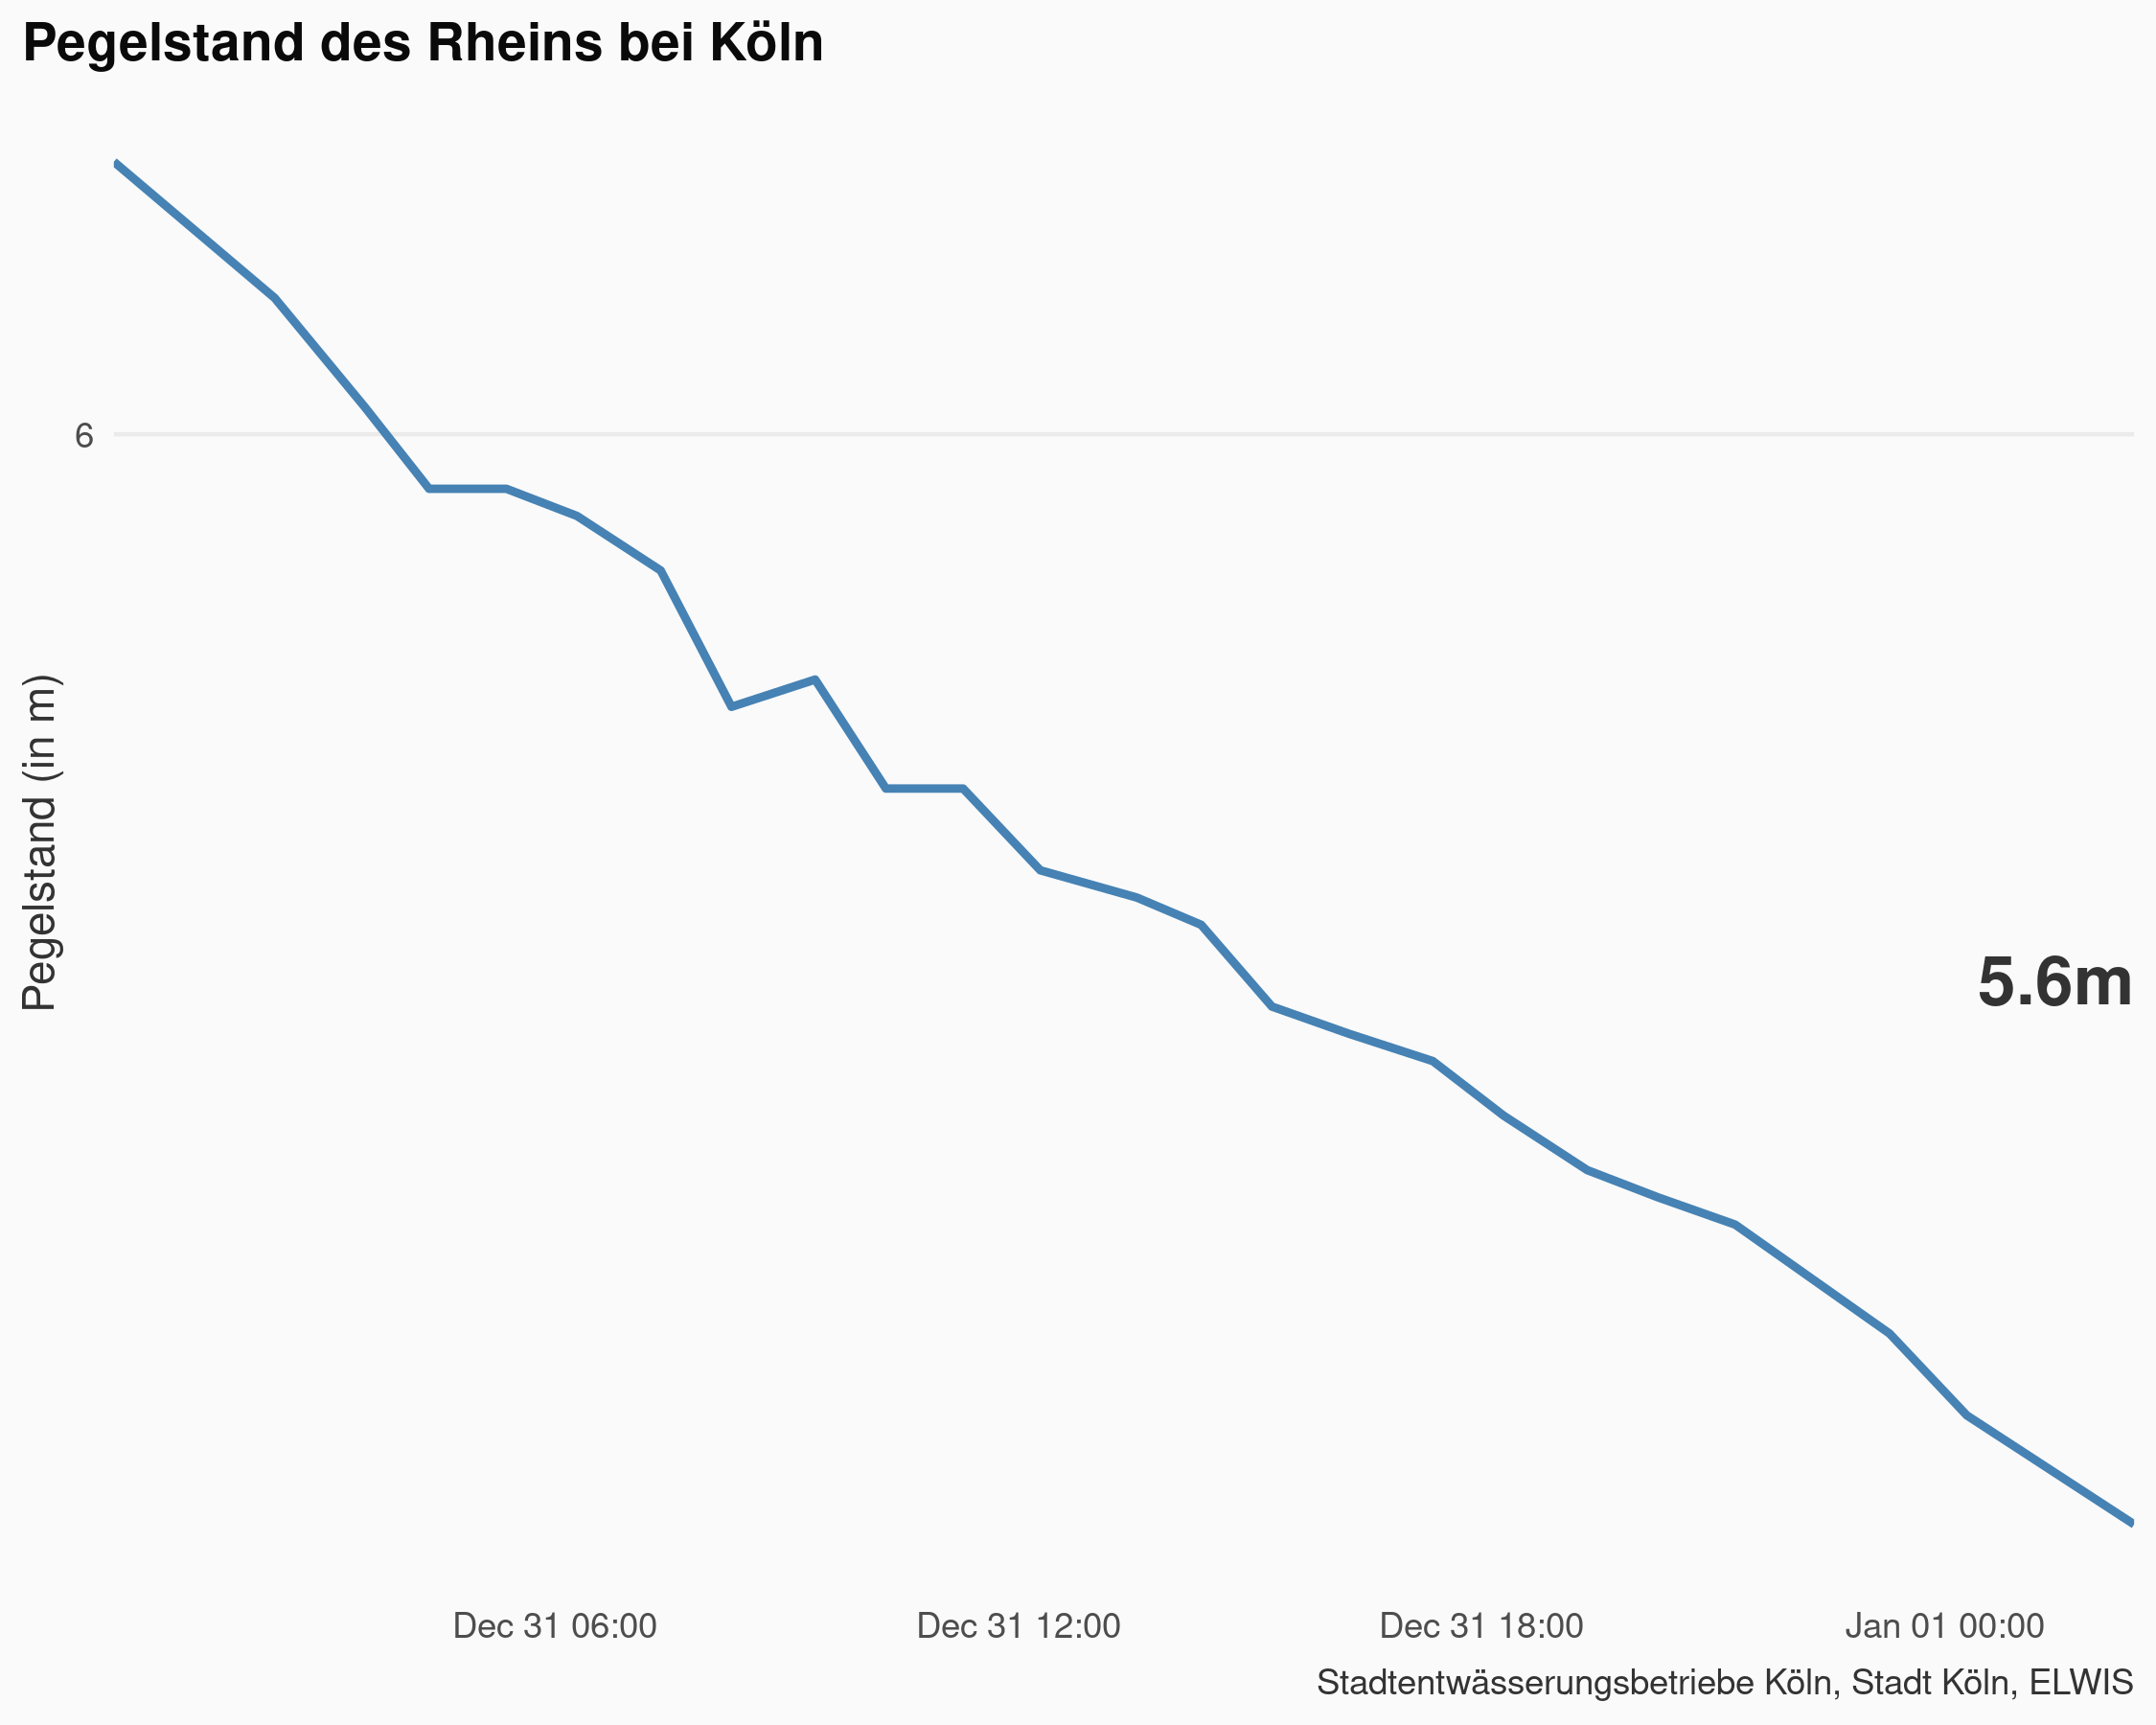 Pegelstand des Rheins bei Köln
6
Pegelstand (in m)
5.6m
Dec 31 06:00
Dec 31 12:00
Dec 31 18:00
Jan 01 00:00
Stadtentwässerungsbetriebe Köln, Stadt Köln, ELWIS